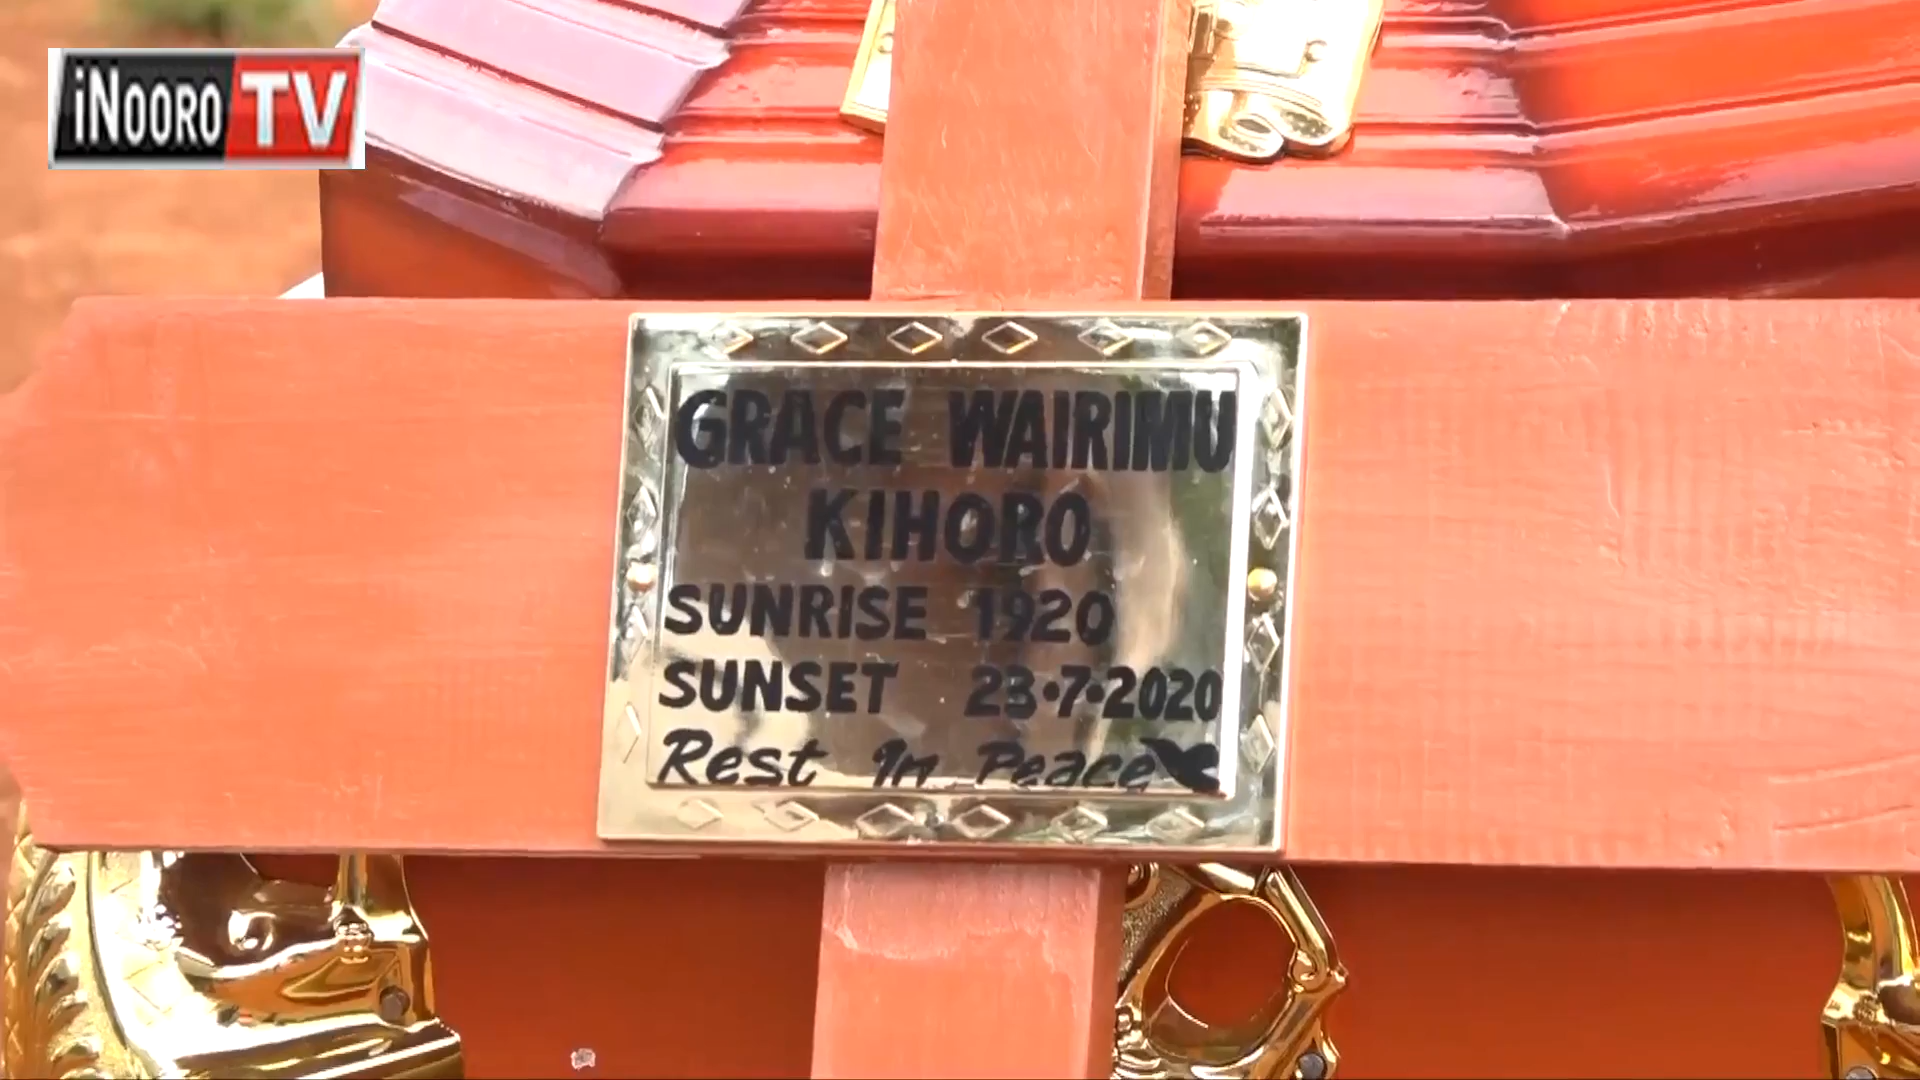 iNOORO TV
GRACE WAIRIMU
KIHORO
SUNRISE 1920
SUNSET 23·7·2020
Rest In Peace